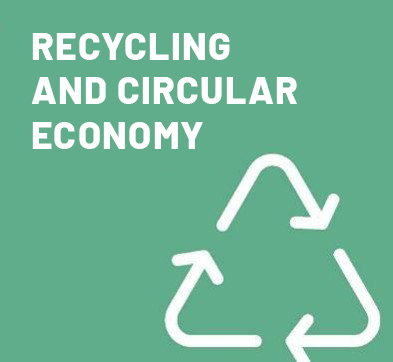 RECYCLING
AND CIRCULAR
ECONOMY